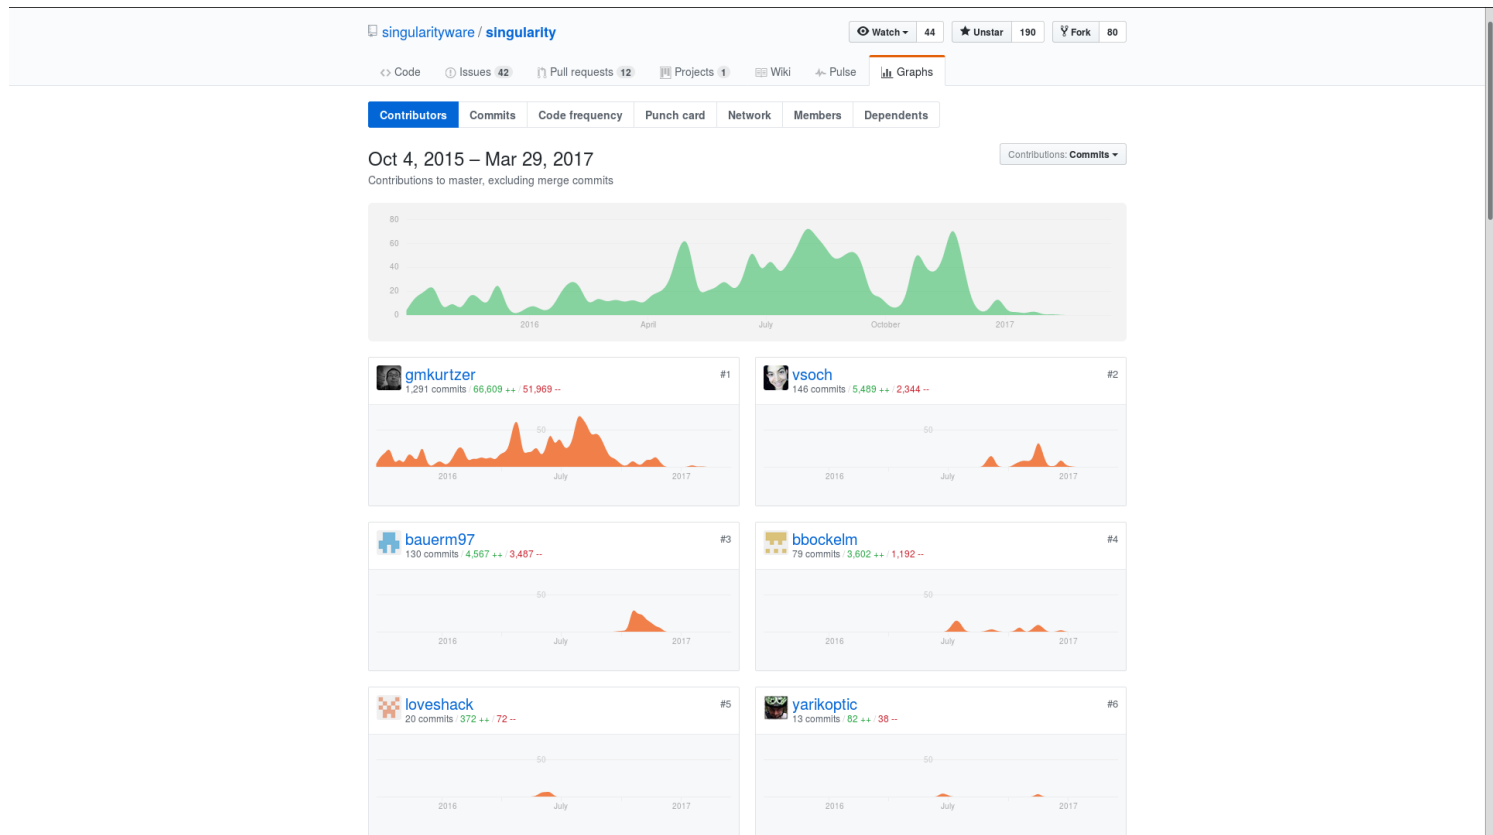 singularityware / singularity
Watch 44 Unstar 190 Fork 80
Code Issues 42 Pull requests 12 Projects 1 Wiki Pulse Graphs
Contributors Commits Code frequency Punch card Network Members Dependents
Oct 4, 2015 – Mar 29, 2017
Contributions: Commits
Contributions to master, excluding merge commits
80
60
40
20
0
2016 April July October 2017
gmkurtzer #1
1,291 commits / 66,609 ++ / 51,969 --
50
2016 July 2017
vsoch #2
146 commits / 5,489 ++ / 2,344 --
50
2016 July 2017
bauerm97 #3
130 commits / 4,567 ++ / 3,487 --
50
2016 July 2017
bbockelm #4
79 commits / 3,602 ++ / 1,192 --
50
2016 July 2017
loveshack #5
20 commits / 372 ++ / 72 --
50
2016 July 2017
yarikoptic #6
13 commits / 82 ++ / 38 --
50
2016 July 2017